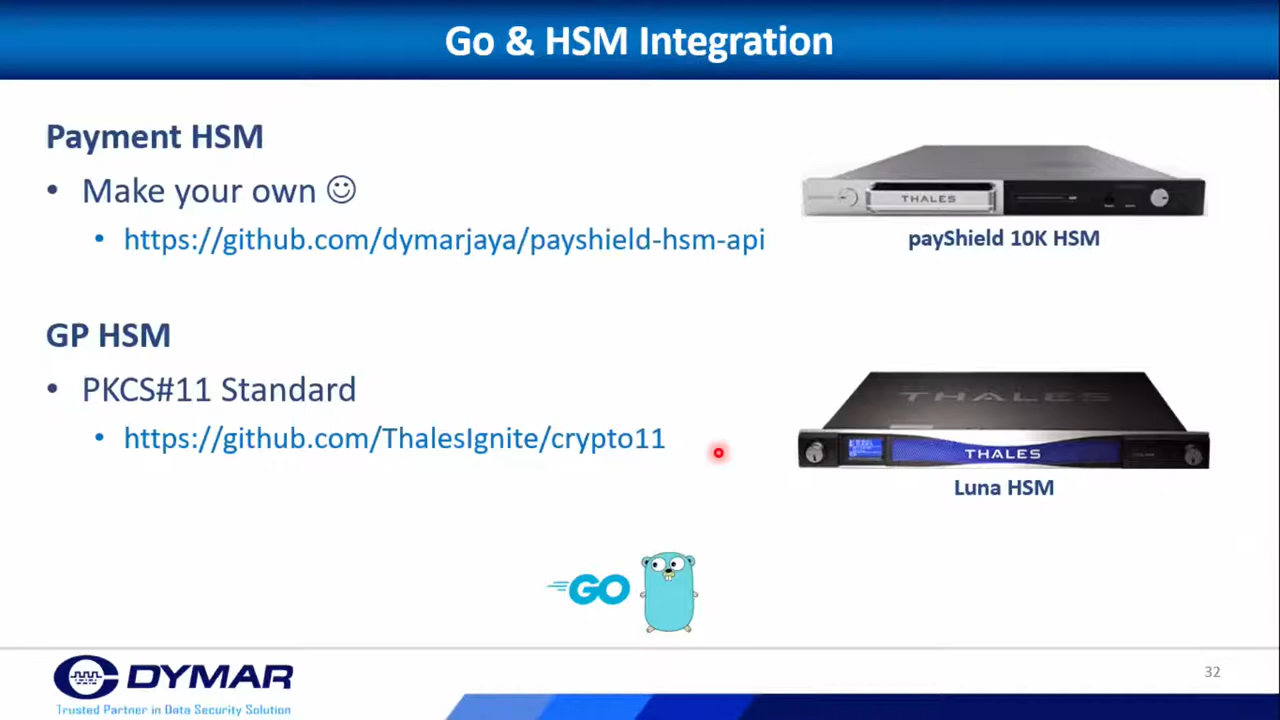 Go & HSM Integration
Payment HSM
• Make your own ☺
• https://github.com/dymarjaya/payshield-hsm-api
THALES
payShield 10K HSM
GP HSM
• PKCS#11 Standard
• https://github.com/ThalesIgnite/crypto11
THALES
THALES
Luna HSM
GO
DYMAR
Trusted Partner in Data Security Solution
32